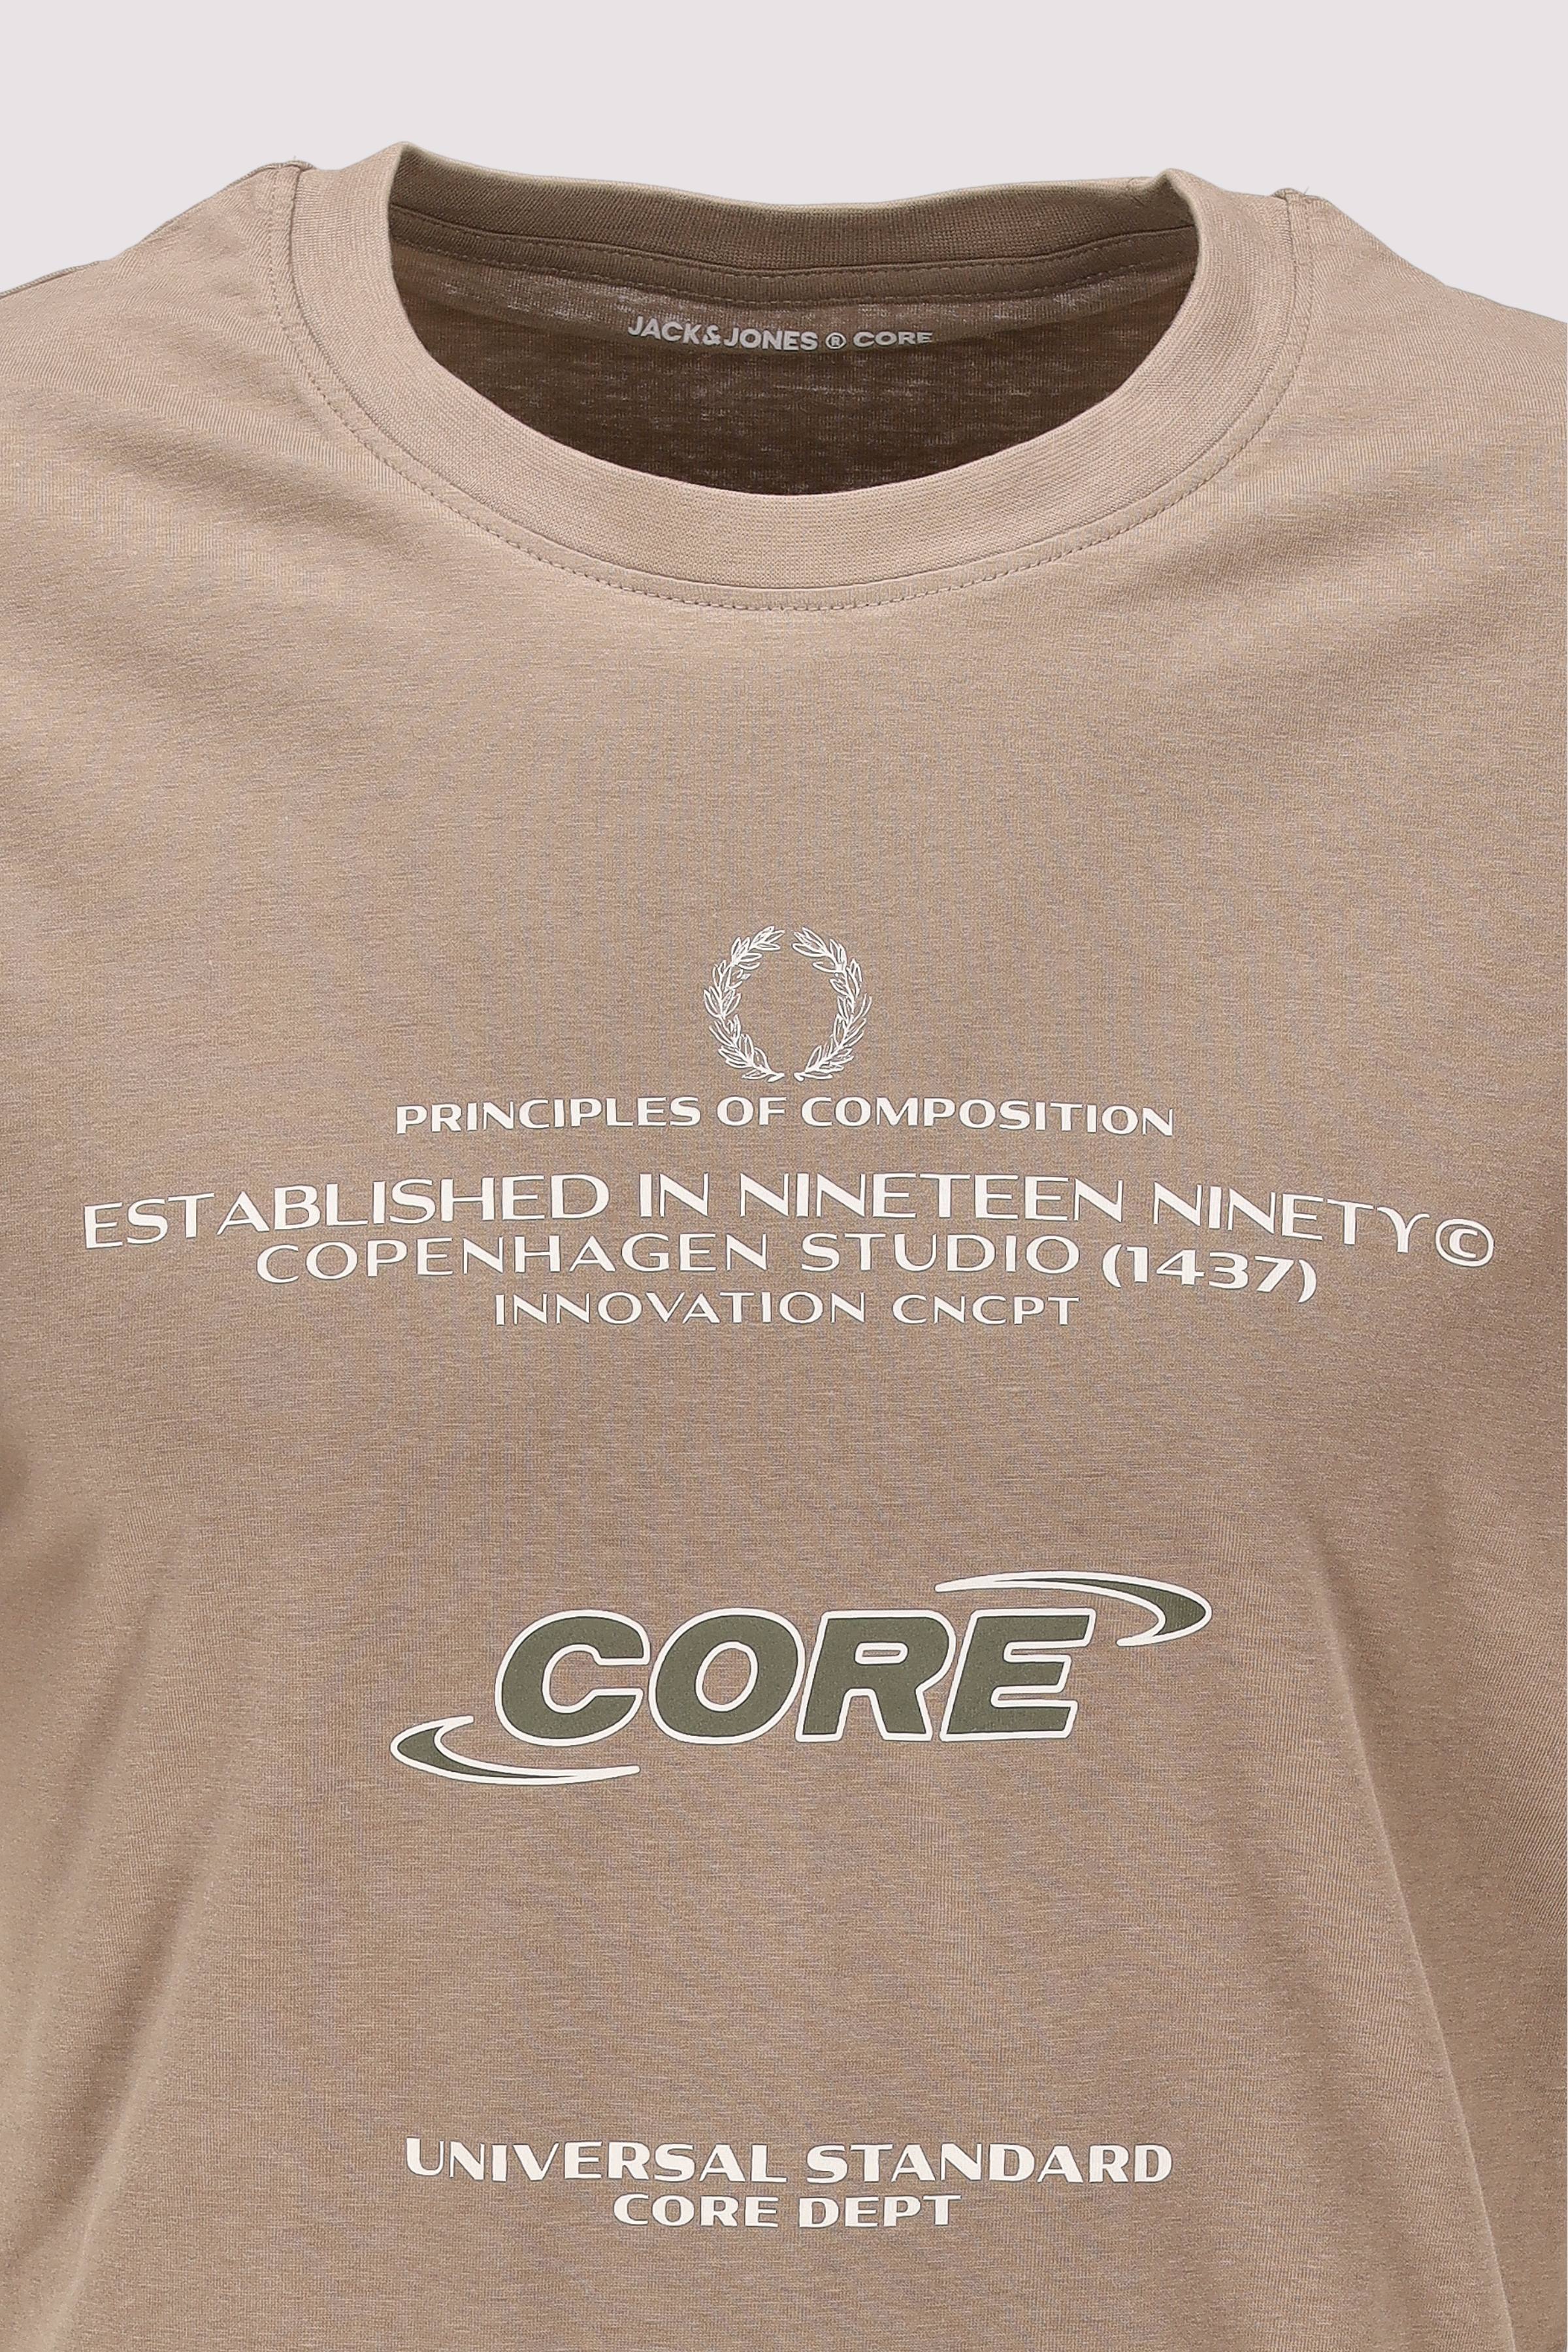 JACK&JONES ® CORE
PRINCIPLES OF COMPOSITION
ESTABLISHED IN NINETEEN NINETY©
COPENHAGEN STUDIO (1437)
INNOVATION CNCPT
CORE
UNIVERSAL STANDARD
CORE DEPT